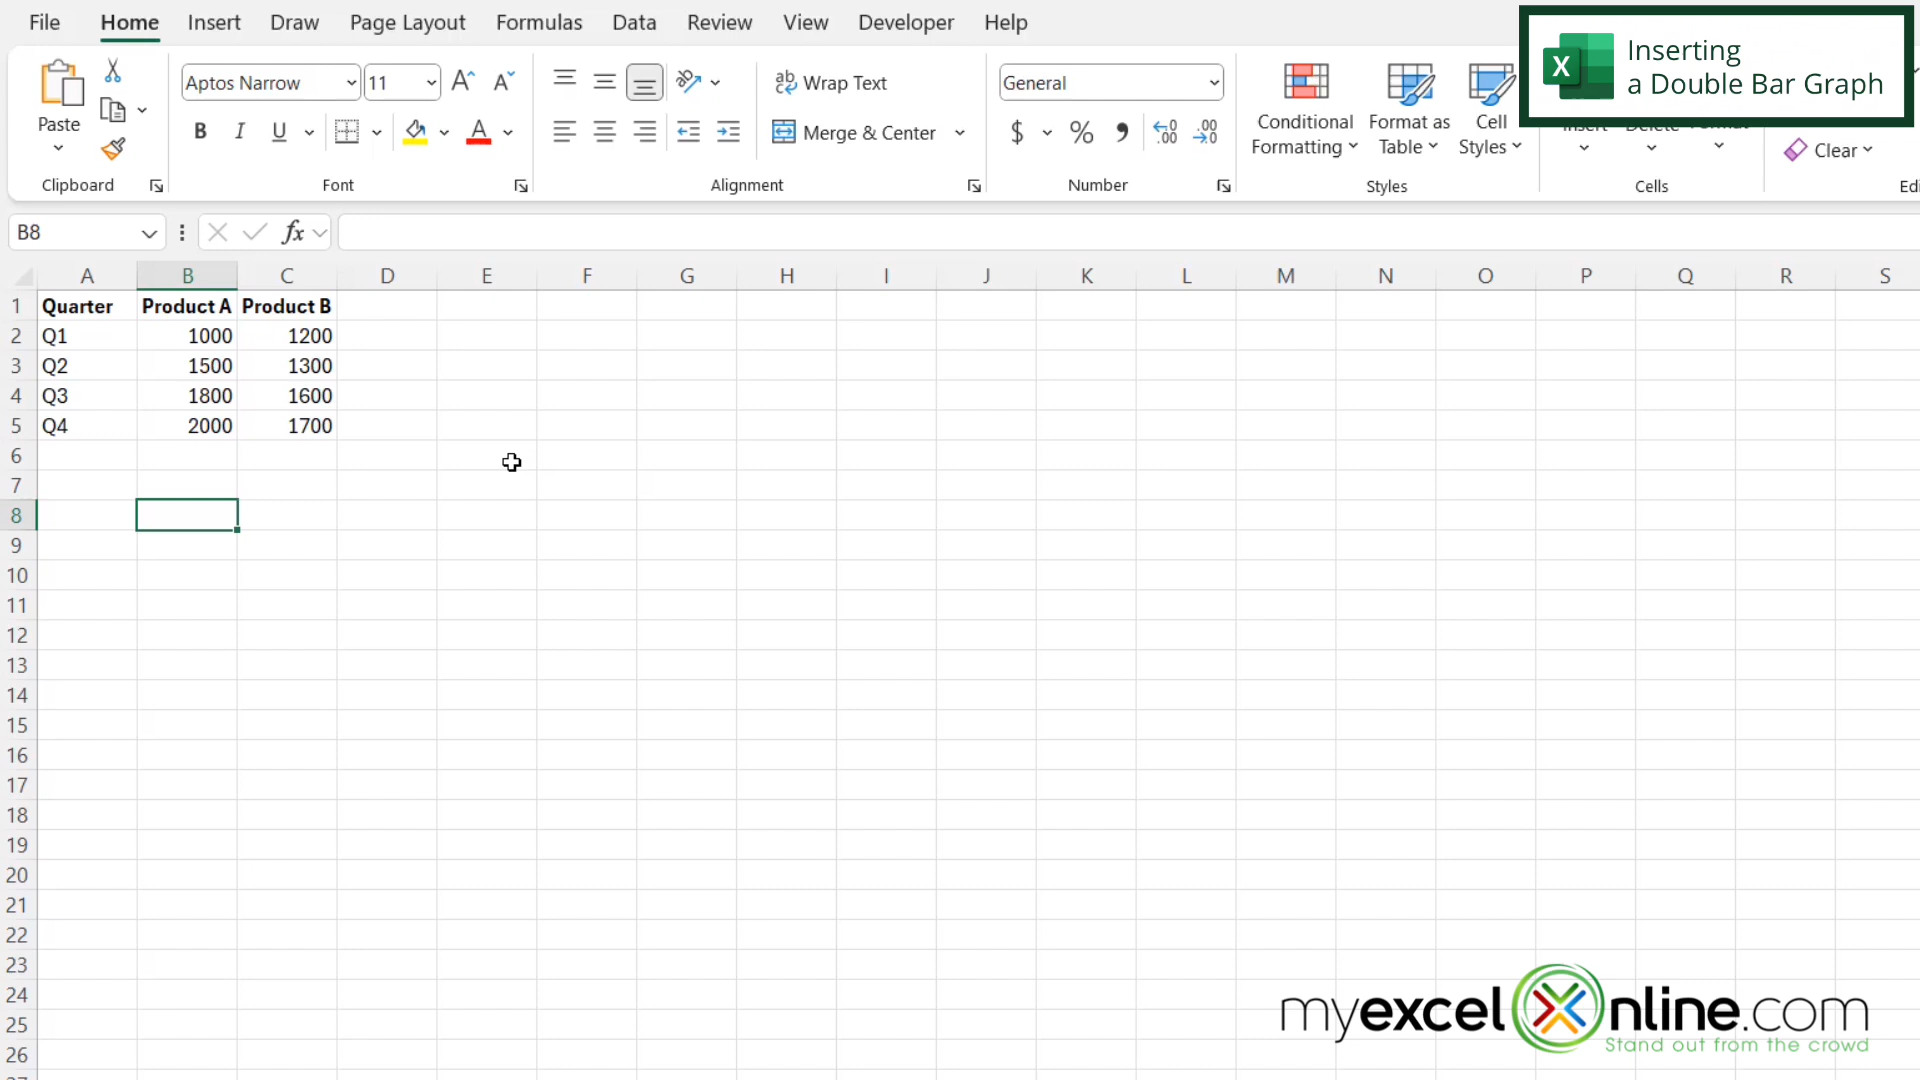 File Home Insert Draw Page Layout Formulas Data Review View Developer Help
Inserting
a Double Bar Graph
X
Paste
Aptos Narrow 11
Wrap Text
Merge & Center
General
Conditional
Formatting
Format as
Table
Cell
Styles
Clear
Clipboard Font Alignment Number Styles Cells
B8 fx
A B C D E F G H I J K L M N O P Q R S
1 Quarter Product A Product B
2 Q1 1000 1200
3 Q2 1500 1300
4 Q3 1800 1600
5 Q4 2000 1700
6
7
8
9
10
11
12
13
14
15
16
17
18
19
20
21
22
23
24
25
26
myexcelOnline.com
Stand out from the crowd